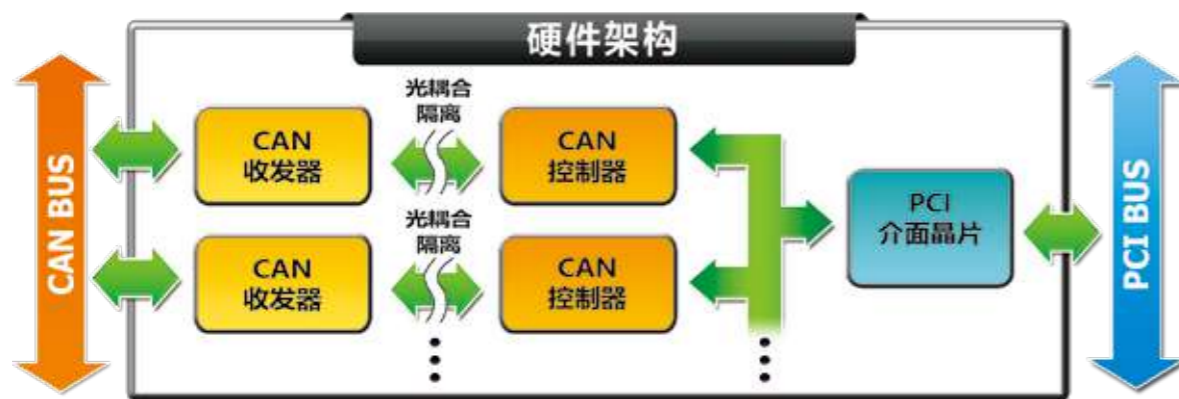 硬件架构
CAN BUS
光耦合
隔离
CAN
收发器
CAN
控制器
光耦合
隔离
CAN
收发器
CAN
控制器
PCI
介面晶片
PCI BUS